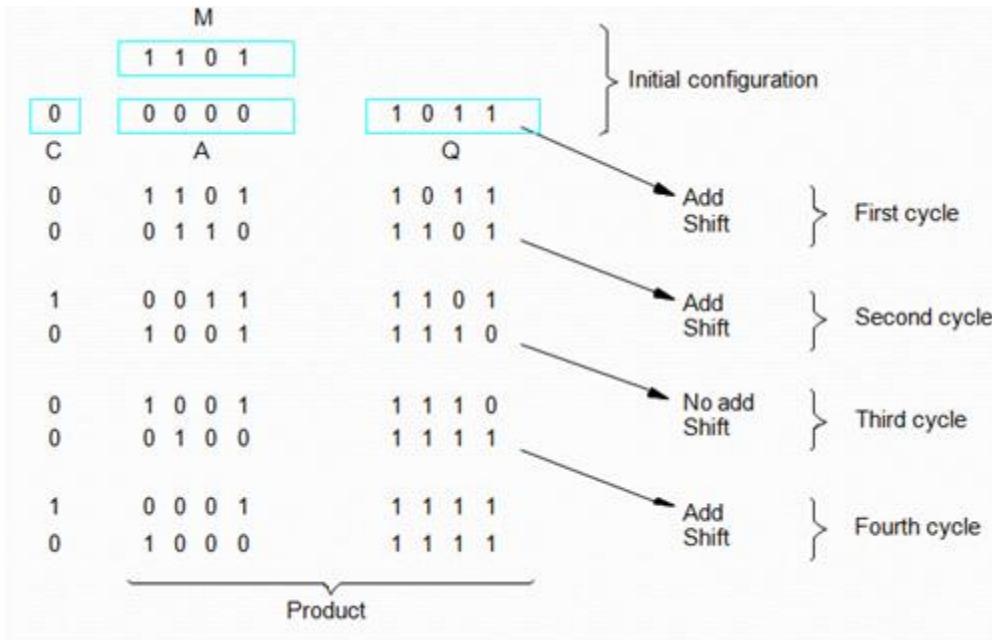 M
1 1 0 1
Initial configuration
0 0 0 0 0 1 0 1 1
C A Q
0 1 1 0 1 1 0 1 1 Add
First cycle
0 0 1 1 0 1 1 0 1 Shift
1 0 0 1 1 1 1 0 1 Add
Second cycle
0 1 0 0 1 1 1 1 0 Shift
0 1 0 0 1 1 1 1 0 No add
Third cycle
0 0 1 0 0 1 1 1 1 Shift
1 0 0 0 1 1 1 1 1 Add
Fourth cycle
0 1 0 0 0 1 1 1 1 Shift
Product